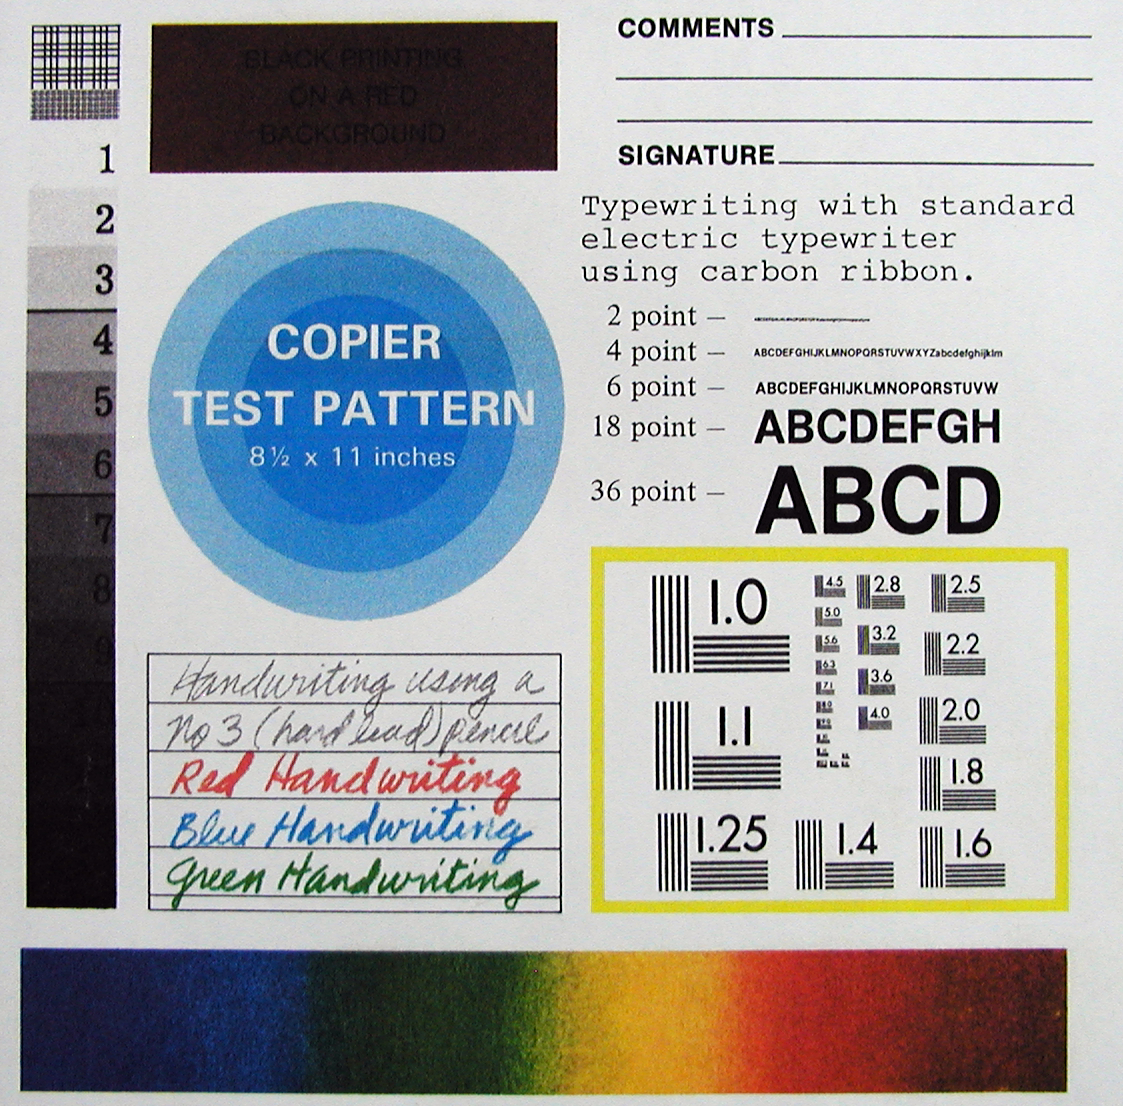 COMMENTS
SIGNATURE
BLACK PRINTING
ON A RED
BACKGROUND
1
2
3
4
5
6
7
8
9
COPIER
TEST PATTERN
8½ x 11 inches
Typewriting with standard
electric typewriter
using carbon ribbon.
2 point —
4 point — ABCDEFGHIJKLMNOPQRSTUVWXYZabcdefghijklm
6 point — ABCDEFGHIJKLMNOPQRSTUVW
18 point — ABCDEFGH
36 point — ABCD
Handwriting using a
No 3 (hard lead) pencil
Red Handwriting
Blue Handwriting
Green Handwriting
1.0
4.5
2.8
2.5
5.0
5.6
3.2
2.2
6.3
3.6
7.1
4.0
2.0
1.1
1.8
1.25
1.4
1.6